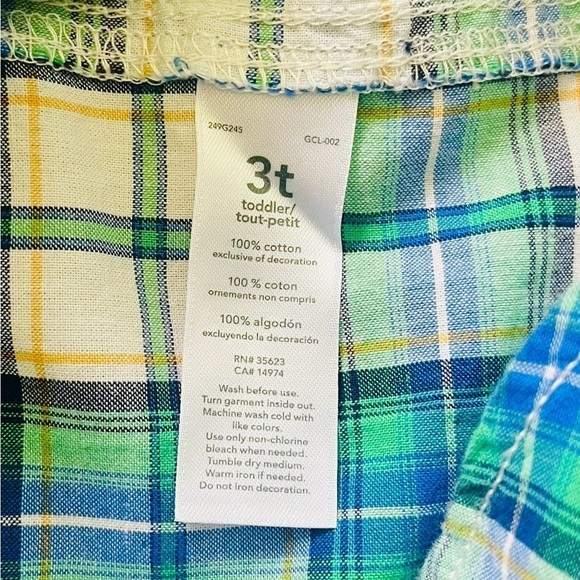 249G245 GCL-002
3t
toddler/
tout-petit
100% cotton
exclusive of decoration
100 % coton
ornements non compris
100% algodón
excluyendo la decoración
RN# 35623
CA# 14974
Wash before use.
Turn garment inside out.
Machine wash cold with
like colors.
Use only non-chlorine
bleach when needed.
Tumble dry medium.
Warm iron if needed.
Do not iron decoration.